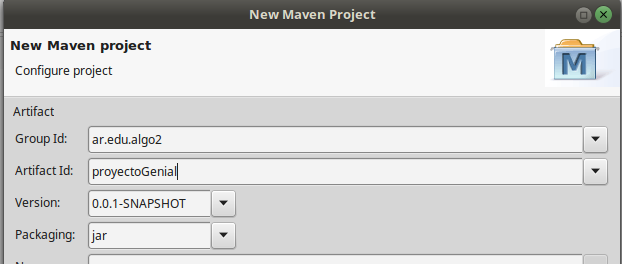 New Maven Project
New Maven project
Configure project
M
Artifact
Group Id: ar.edu.algo2
Artifact Id: proyectoGenial
Version: 0.0.1-SNAPSHOT
Packaging: jar